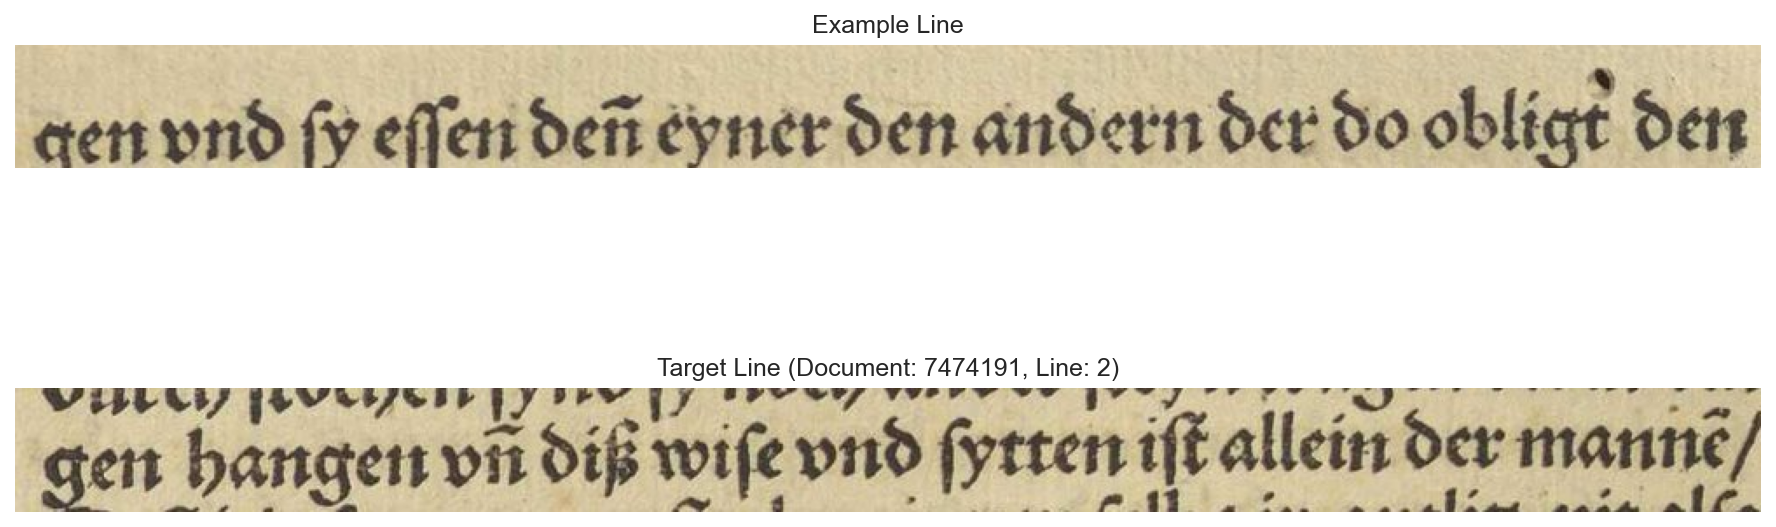 Example Line
gen vnd ſy eſſen deñ eyner den andern der do obligt den
Target Line (Document: 7474191, Line: 2)
gen hangen vñ diß wiſe vnd ſytten iſt allein der mannē/